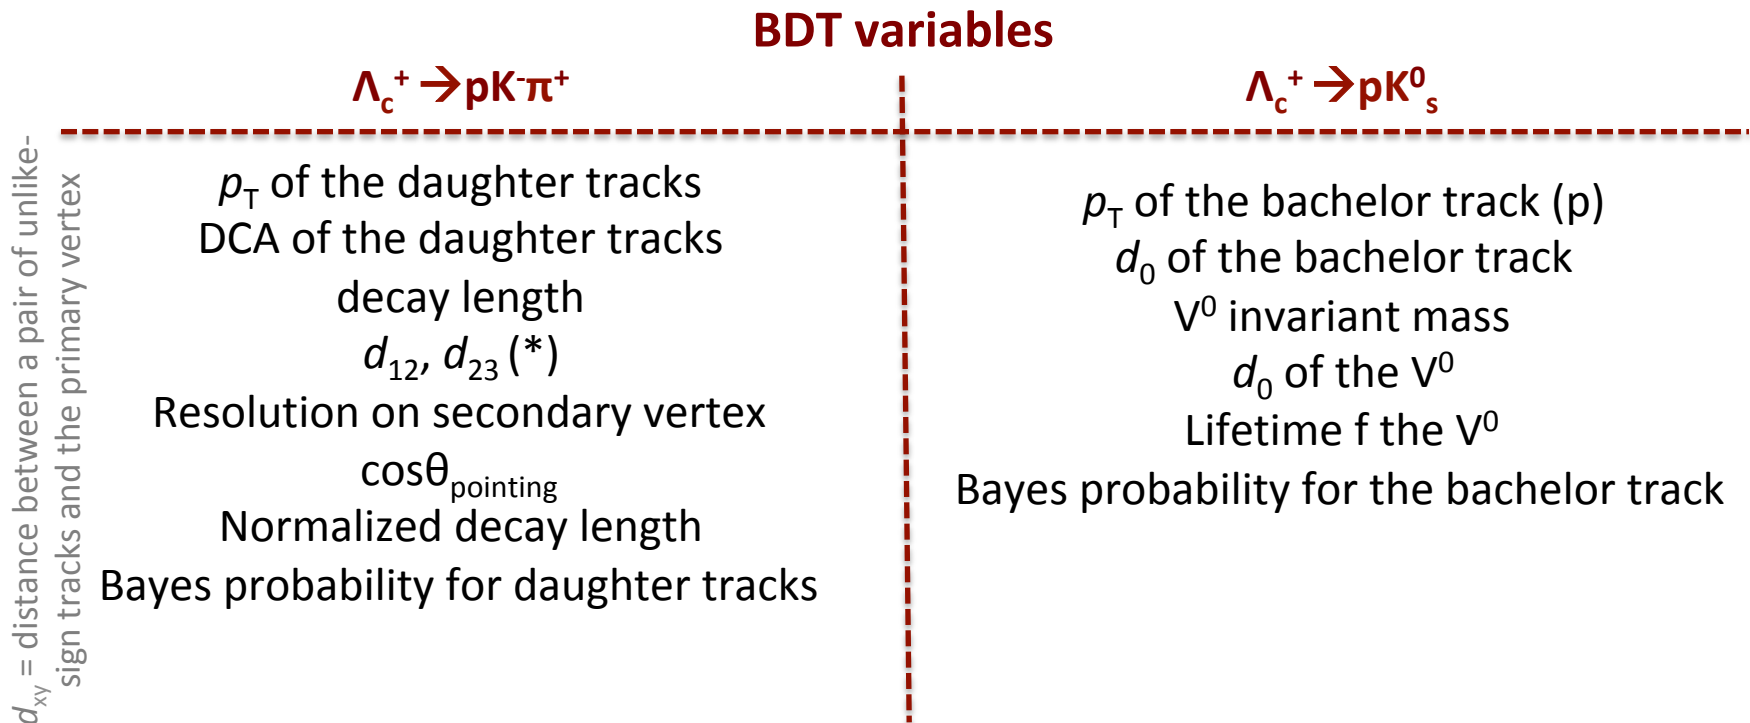 BDT variables
Λc+ →pK-π+
Λc+ →pK0s
pT of the daughter tracks
DCA of the daughter tracks
decay length
d12, d23 (*)
Resolution on secondary vertex
cosθpointing
Normalized decay length
Bayes probability for daughter tracks
pT of the bachelor track (p)
d0 of the bachelor track
V0 invariant mass
d0 of the V0
Lifetime f the V0
Bayes probability for the bachelor track
dxy = distance between a pair of unlike-
sign tracks and the primary vertex